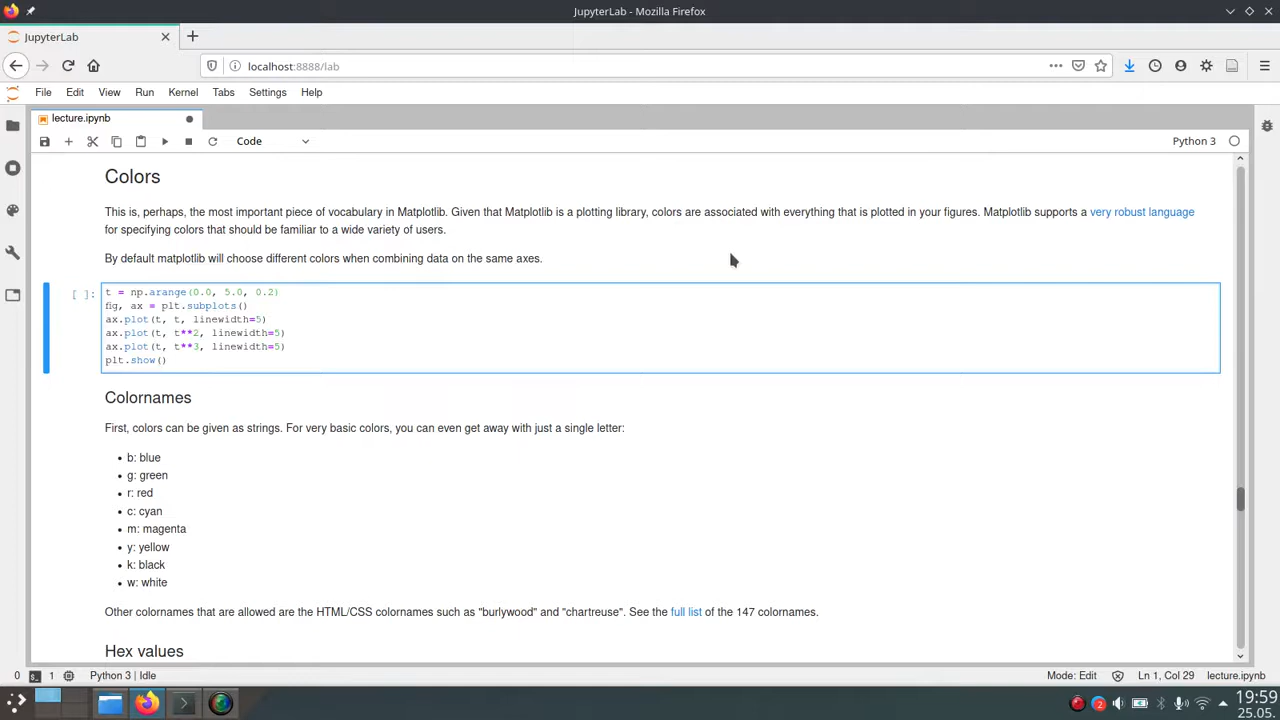 JupyterLab - Mozilla Firefox
JupyterLab
localhost:8888/lab
File Edit View Run Kernel Tabs Settings Help
lecture.ipynb
Code Python 3
Colors
This is, perhaps, the most important piece of vocabulary in Matplotlib. Given that Matplotlib is a plotting library, colors are associated with everything that is plotted in your figures. Matplotlib supports a very robust language
for specifying colors that should be familiar to a wide variety of users.
By default matplotlib will choose different colors when combining data on the same axes.
[ ]: t = np.arange(0.0, 5.0, 0.2)
fig, ax = plt.subplots()
ax.plot(t, t, linewidth=5)
ax.plot(t, t**2, linewidth=5)
ax.plot(t, t**3, linewidth=5)
plt.show()
Colornames
First, colors can be given as strings. For very basic colors, you can even get away with just a single letter:
• b: blue
• g: green
• r: red
• c: cyan
• m: magenta
• y: yellow
• k: black
• w: white
Other colornames that are allowed are the HTML/CSS colornames such as "burlywood" and "chartreuse". See the full list of the 147 colornames.
Hex values
0 1 Python 3 | Idle Mode: Edit Ln 1, Col 29 lecture.ipynb
2 19:59
25.05.